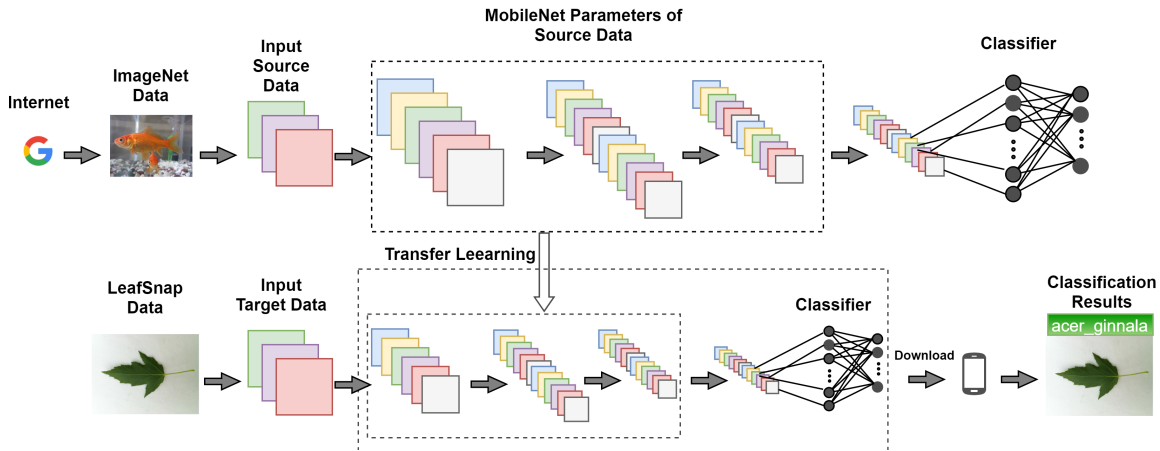 MobileNet Parameters of
Source Data
Input
Source
Data
Classifier
ImageNet
Data
Internet
Transfer Leearning
LeafSnap
Data
Input
Target Data
Classifier
Download
Classification
Results
acer_ginnala